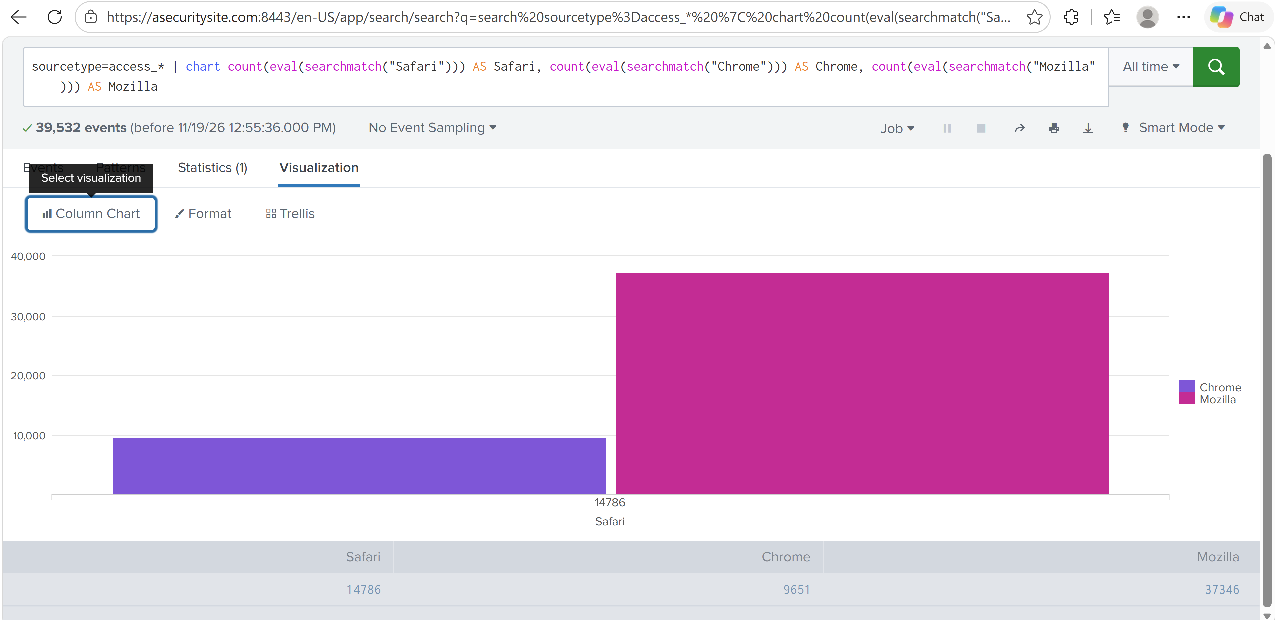 https://asecuritysite.com:8443/en-US/app/search/search?q=search%20sourcetype%3Daccess_*%20%7C%20chart%20count(eval(searchmatch("Sa...
Chat
sourcetype=access_* | chart count(eval(searchmatch("Safari"))) AS Safari, count(eval(searchmatch("Chrome"))) AS Chrome, count(eval(searchmatch("Mozilla"
))) AS Mozilla
All time
39,532 events (before 11/19/26 12:55:36.000 PM)
No Event Sampling
Job
Smart Mode
Events
Patterns
Statistics (1)
Visualization
Select visualization
Column Chart
Format
Trellis
40,000
30,000
20,000
10,000
14786
Safari
Chrome
Mozilla
Safari Chrome Mozilla
14786 9651 37346